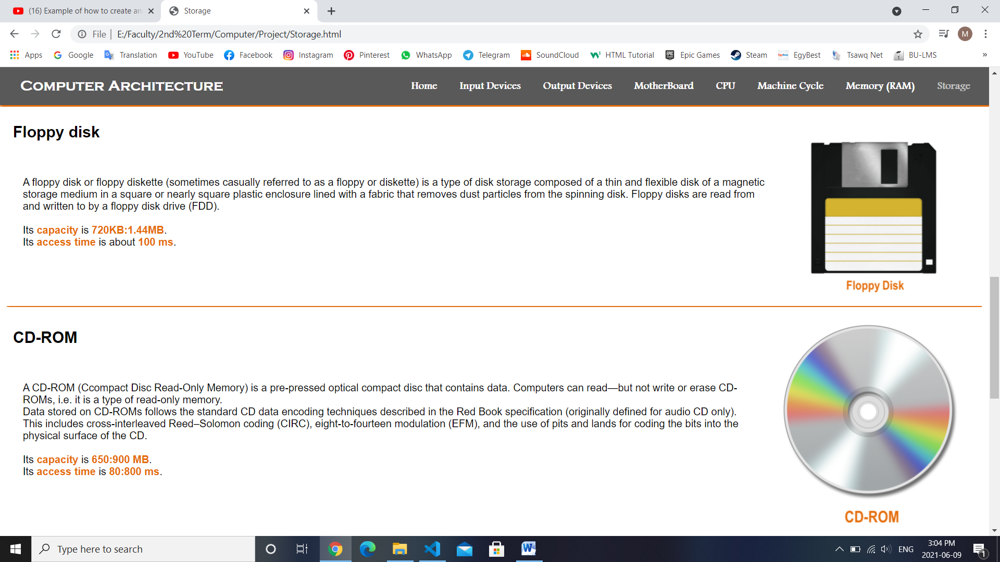 (16) Example of how to create an
Storage
File
E:/Faculty/2nd%20Term/Computer/Project/Storage.html
M
Apps
Google
Translation
YouTube
Facebook
Instagram
Pinterest
WhatsApp
Telegram
SoundCloud
HTML Tutorial
Epic Games
Steam
EgyBest
Tsawq Net
BU-LMS
»
Computer Architecture
Home
Input Devices
Output Devices
MotherBoard
CPU
Machine Cycle
Memory (RAM)
Storage
Floppy disk
A floppy disk or floppy diskette (sometimes casually referred to as a floppy or diskette) is a type of disk storage composed of a thin and flexible disk of a magnetic
storage medium in a square or nearly square plastic enclosure lined with a fabric that removes dust particles from the spinning disk. Floppy disks are read from
and written to by a floppy disk drive (FDD).
Its capacity is 720KB:1.44MB.
Its access time is about 100 ms.
Floppy Disk
CD-ROM
A CD-ROM (Ccompact Disc Read-Only Memory) is a pre-pressed optical compact disc that contains data. Computers can read—but not write or erase CD-
ROMs, i.e. it is a type of read-only memory.
Data stored on CD-ROMs follows the standard CD data encoding techniques described in the Red Book specification (originally defined for audio CD only).
This includes cross-interleaved Reed–Solomon coding (CIRC), eight-to-fourteen modulation (EFM), and the use of pits and lands for coding the bits into the
physical surface of the CD.
Its capacity is 650:900 MB.
Its access time is 80:800 ms.
CD-ROM
Type here to search
ENG
3:04 PM
2021-06-09
1